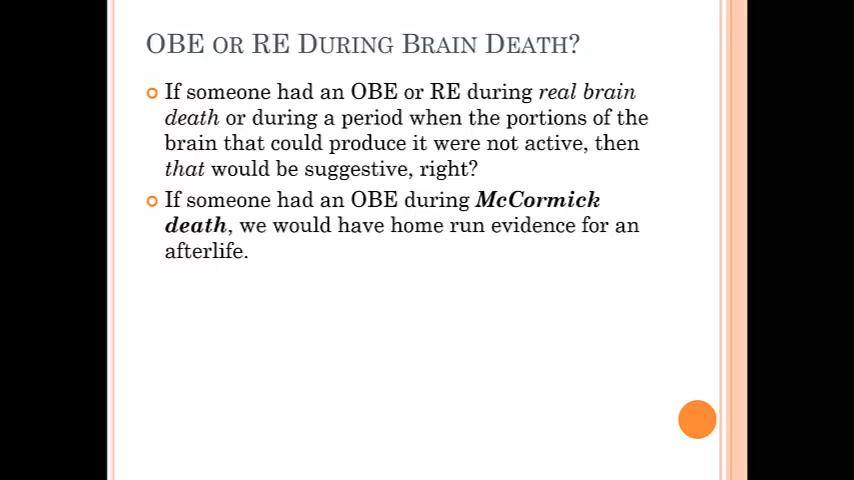 OBE OR RE DURING BRAIN DEATH?
If someone had an OBE or RE during real brain
death or during a period when the portions of the
brain that could produce it were not active, then
that would be suggestive, right?
If someone had an OBE during McCormick
death, we would have home run evidence for an
afterlife.